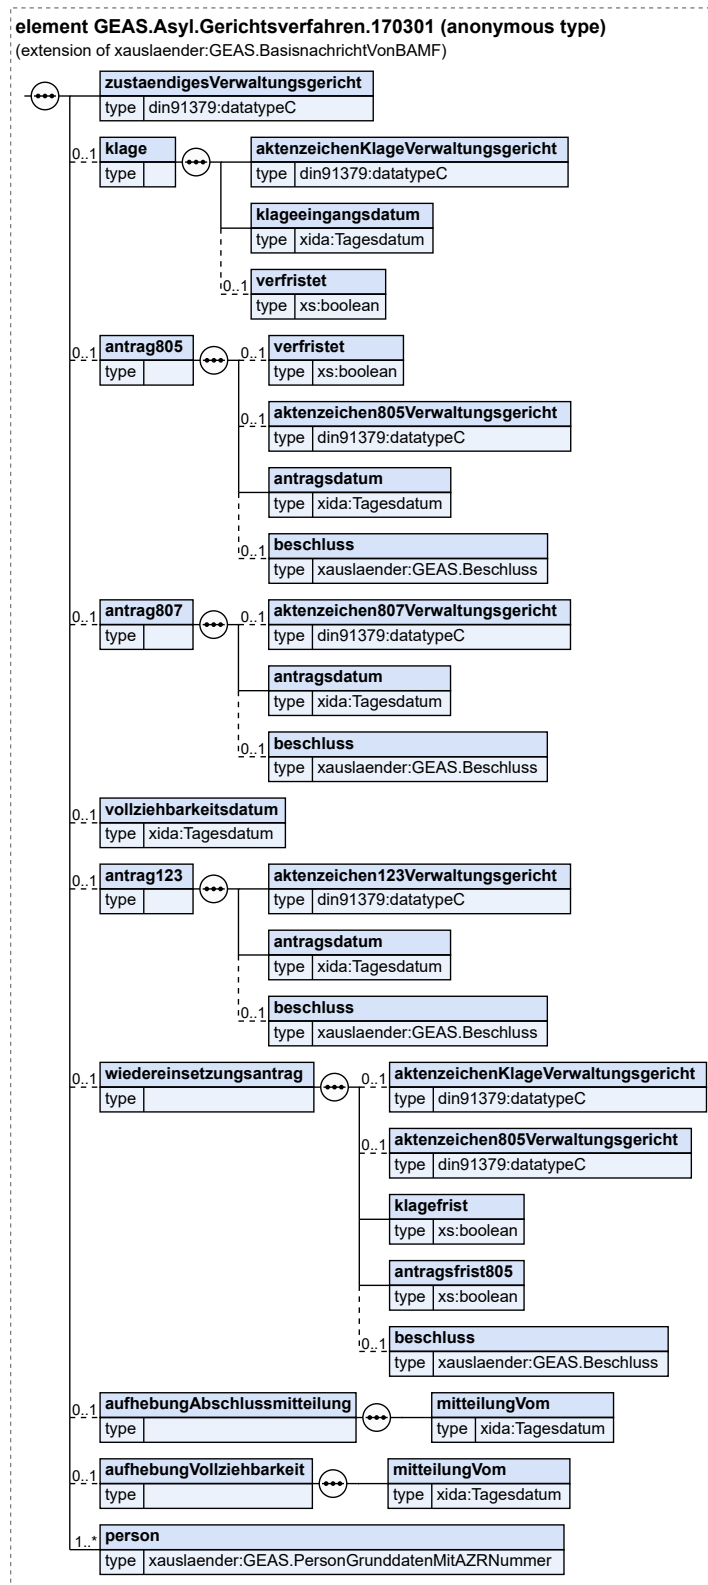 element GEAS.Asyl.Gerichtsverfahren.170301 (anonymous type)
(extension of xauslaender:GEAS.BasisnachrichtVonBAMF)
zustaendigesVerwaltungsgericht
type din91379:datatypeC
0..1 klage
type
aktenzeichenKlageVerwaltungsgericht
type din91379:datatypeC
klageeingangsdatum
type xida:Tagesdatum
0..1 verfristet
type xs:boolean
0..1 antrag805
type
0..1 verfristet
type xs:boolean
0..1 aktenzeichen805Verwaltungsgericht
type din91379:datatypeC
antragsdatum
type xida:Tagesdatum
0..1 beschluss
type xauslaender:GEAS.Beschluss
0..1 antrag807
type
0..1 aktenzeichen807Verwaltungsgericht
type din91379:datatypeC
antragsdatum
type xida:Tagesdatum
0..1 beschluss
type xauslaender:GEAS.Beschluss
0..1 vollziehbarkeitsdatum
type xida:Tagesdatum
0..1 antrag123
type
aktenzeichen123Verwaltungsgericht
type din91379:datatypeC
antragsdatum
type xida:Tagesdatum
0..1 beschluss
type xauslaender:GEAS.Beschluss
0..1 wiedereinsetzungsantrag
type
0..1 aktenzeichenKlageVerwaltungsgericht
type din91379:datatypeC
0..1 aktenzeichen805Verwaltungsgericht
type din91379:datatypeC
klagefrist
type xs:boolean
antragsfrist805
type xs:boolean
0..1 beschluss
type xauslaender:GEAS.Beschluss
0..1 aufhebungAbschlussmitteilung
type
mitteilungVom
type xida:Tagesdatum
0..1 aufhebungVollziehbarkeit
type
mitteilungVom
type xida:Tagesdatum
1..* person
type xauslaender:GEAS.PersonGrunddatenMitAZRNummer